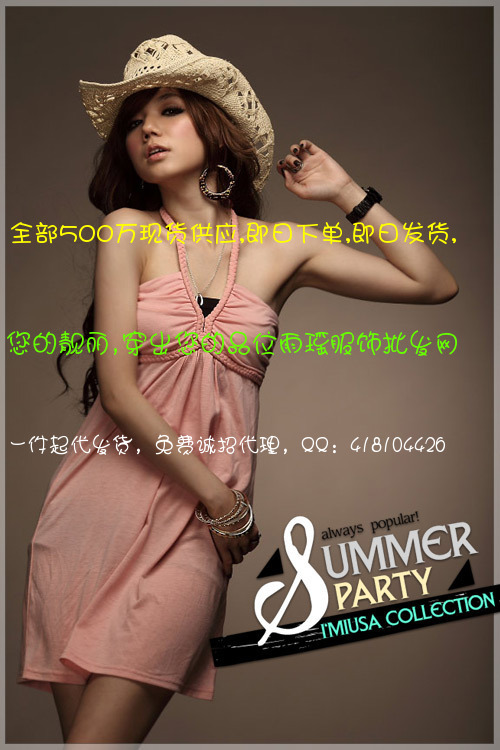 全部500万现货供应,即日下单,即日发货,
您的靓丽,穿出您的品位雨瑶服饰批发网
一件起代发货，免费诚招代理，QQ：418104426
always popular!
SUMMER
PARTY
I'MIUSA COLLECTION